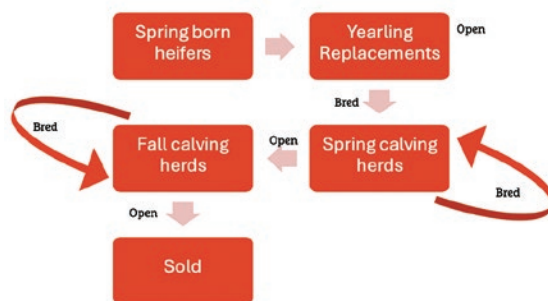 Spring born
heifers
Yearling
Replacements
Open
Bred
Bred
Fall calving
herds
Open
Spring calving
herds
Bred
Open
Sold